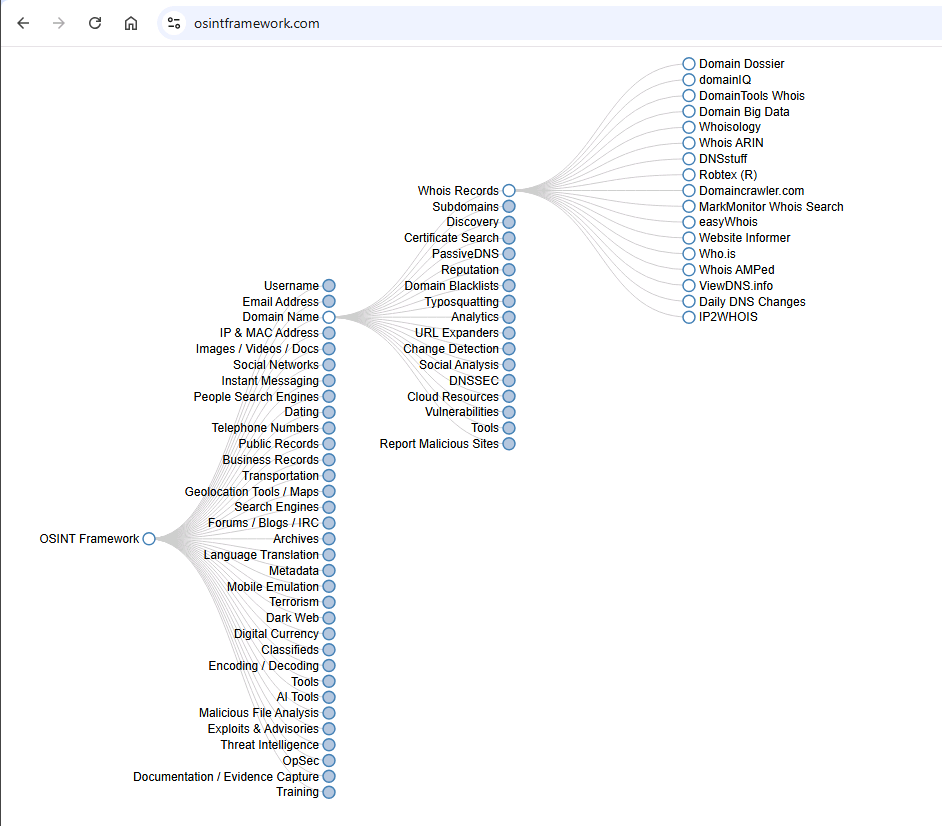 osintframework.com
OSINT Framework
Username
Email Address
Domain Name
IP & MAC Address
Images / Videos / Docs
Social Networks
Instant Messaging
People Search Engines
Dating
Telephone Numbers
Public Records
Business Records
Transportation
Geolocation Tools / Maps
Search Engines
Forums / Blogs / IRC
Archives
Language Translation
Metadata
Mobile Emulation
Terrorism
Dark Web
Digital Currency
Classifieds
Encoding / Decoding
Tools
AI Tools
Malicious File Analysis
Exploits & Advisories
Threat Intelligence
OpSec
Documentation / Evidence Capture
Training
Whois Records
Subdomains
Discovery
Certificate Search
PassiveDNS
Reputation
Domain Blacklists
Typosquatting
Analytics
URL Expanders
Change Detection
Social Analysis
DNSSEC
Cloud Resources
Vulnerabilities
Tools
Report Malicious Sites
Domain Dossier
domainIQ
DomainTools Whois
Domain Big Data
Whoisology
Whois ARIN
DNSstuff
Robtex (R)
Domaincrawler.com
MarkMonitor Whois Search
easyWhois
Website Informer
Who.is
Whois AMPed
ViewDNS.info
Daily DNS Changes
IP2WHOIS